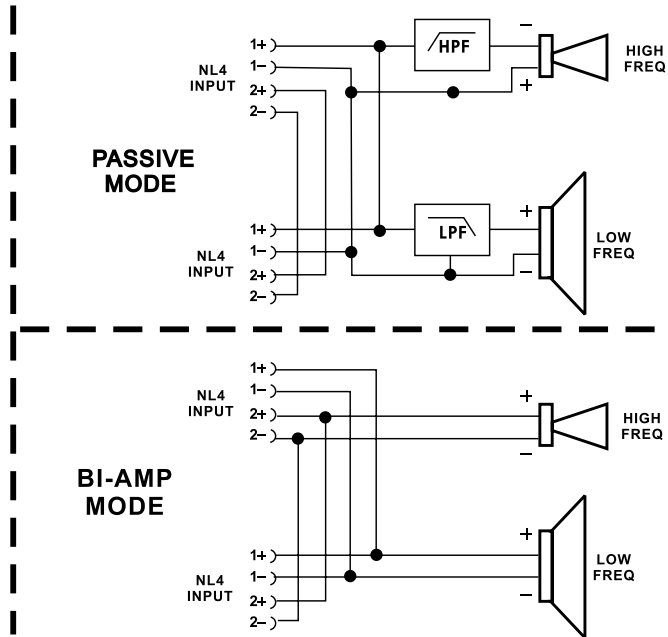 1+
1–
NL4
INPUT
2+
2–
HPF
–
+
HIGH
FREQ
PASSIVE
MODE
1+
1–
NL4
INPUT
2+
2–
LPF
+
–
LOW
FREQ
1+
1–
NL4
INPUT
2+
2–
+
–
HIGH
FREQ
BI-AMP
MODE
1+
1–
NL4
INPUT
2+
2–
+
–
LOW
FREQ